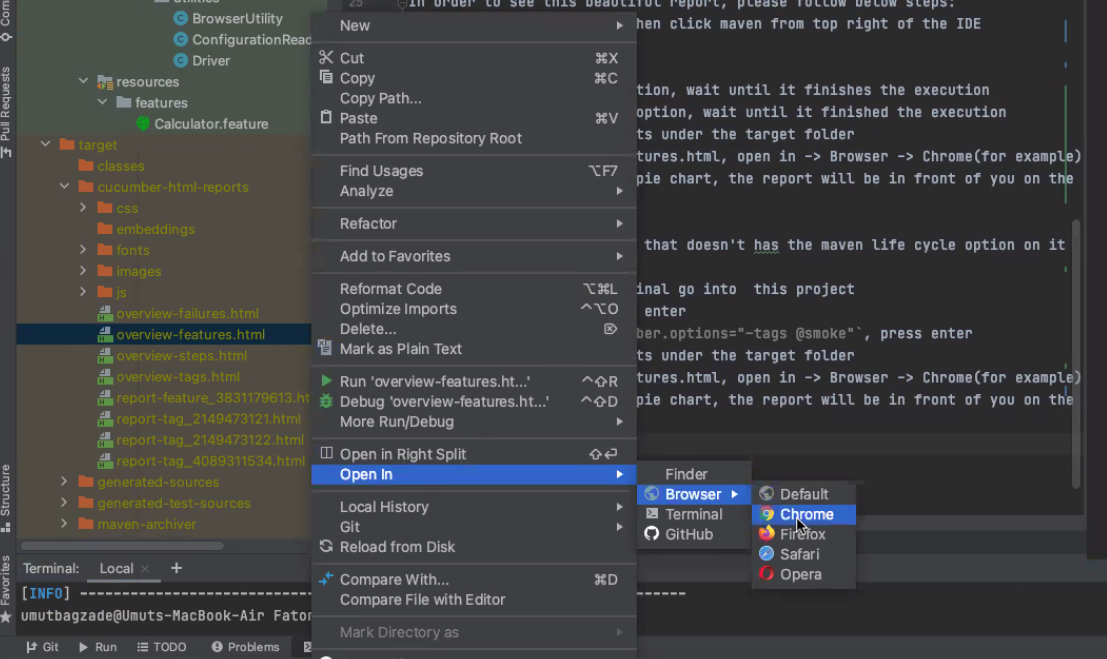 Com
Pull Requests
Structure
Favorites
utilities
BrowserUtility
ConfigurationRead
Driver
resources
features
Calculator.feature
target
classes
cucumber-html-reports
css
embeddings
fonts
images
js
overview-failures.html
overview-features.html
overview-steps.html
overview-tags.html
report-feature_3831179613.ht
report-tag_2149473121.html
report-tag_2149473122.html
report-tag_4089311534.html
generated-sources
generated-test-sources
maven-archiver
New
Cut ⌘X
Copy ⌘C
Copy Path...
Paste ⌘V
Path From Repository Root
Find Usages ⌥F7
Analyze
Refactor
Add to Favorites
Reformat Code ⌥⌘L
Optimize Imports ^⌥O
Delete... ⌦
Mark as Plain Text
Run 'overview-features.ht...' ^⇧R
Debug 'overview-features.ht...' ^⇧D
More Run/Debug
Open in Right Split ⇧⏎
Open In
Local History
Git
Reload from Disk
Compare With... ⌘D
Compare File with Editor
Mark Directory as
Finder
Browser
Terminal
GitHub
Default
Chrome
Firefox
Safari
Opera
25 In order to see this beautiful report, please follow below steps:
hen click maven from top right of the IDE
tion, wait until it finishes the execution
option, wait until it finished the execution
ts under the target folder
tures.html, open in -> Browser -> Chrome(for example)
pie chart, the report will be in front of you on the
that doesn't has the maven life cycle option on it
inal go into this project
enter
ber.options="-tags @smoke"`, press enter
ts under the target folder
tures.html, open in -> Browser -> Chrome(for example)
pie chart, the report will be in front of you on the
Terminal: Local × +
[INFO] ------------------------------------------------------------------------
umutbagzade@Umuts-MacBook-Air Fator
Git Run TODO Problems